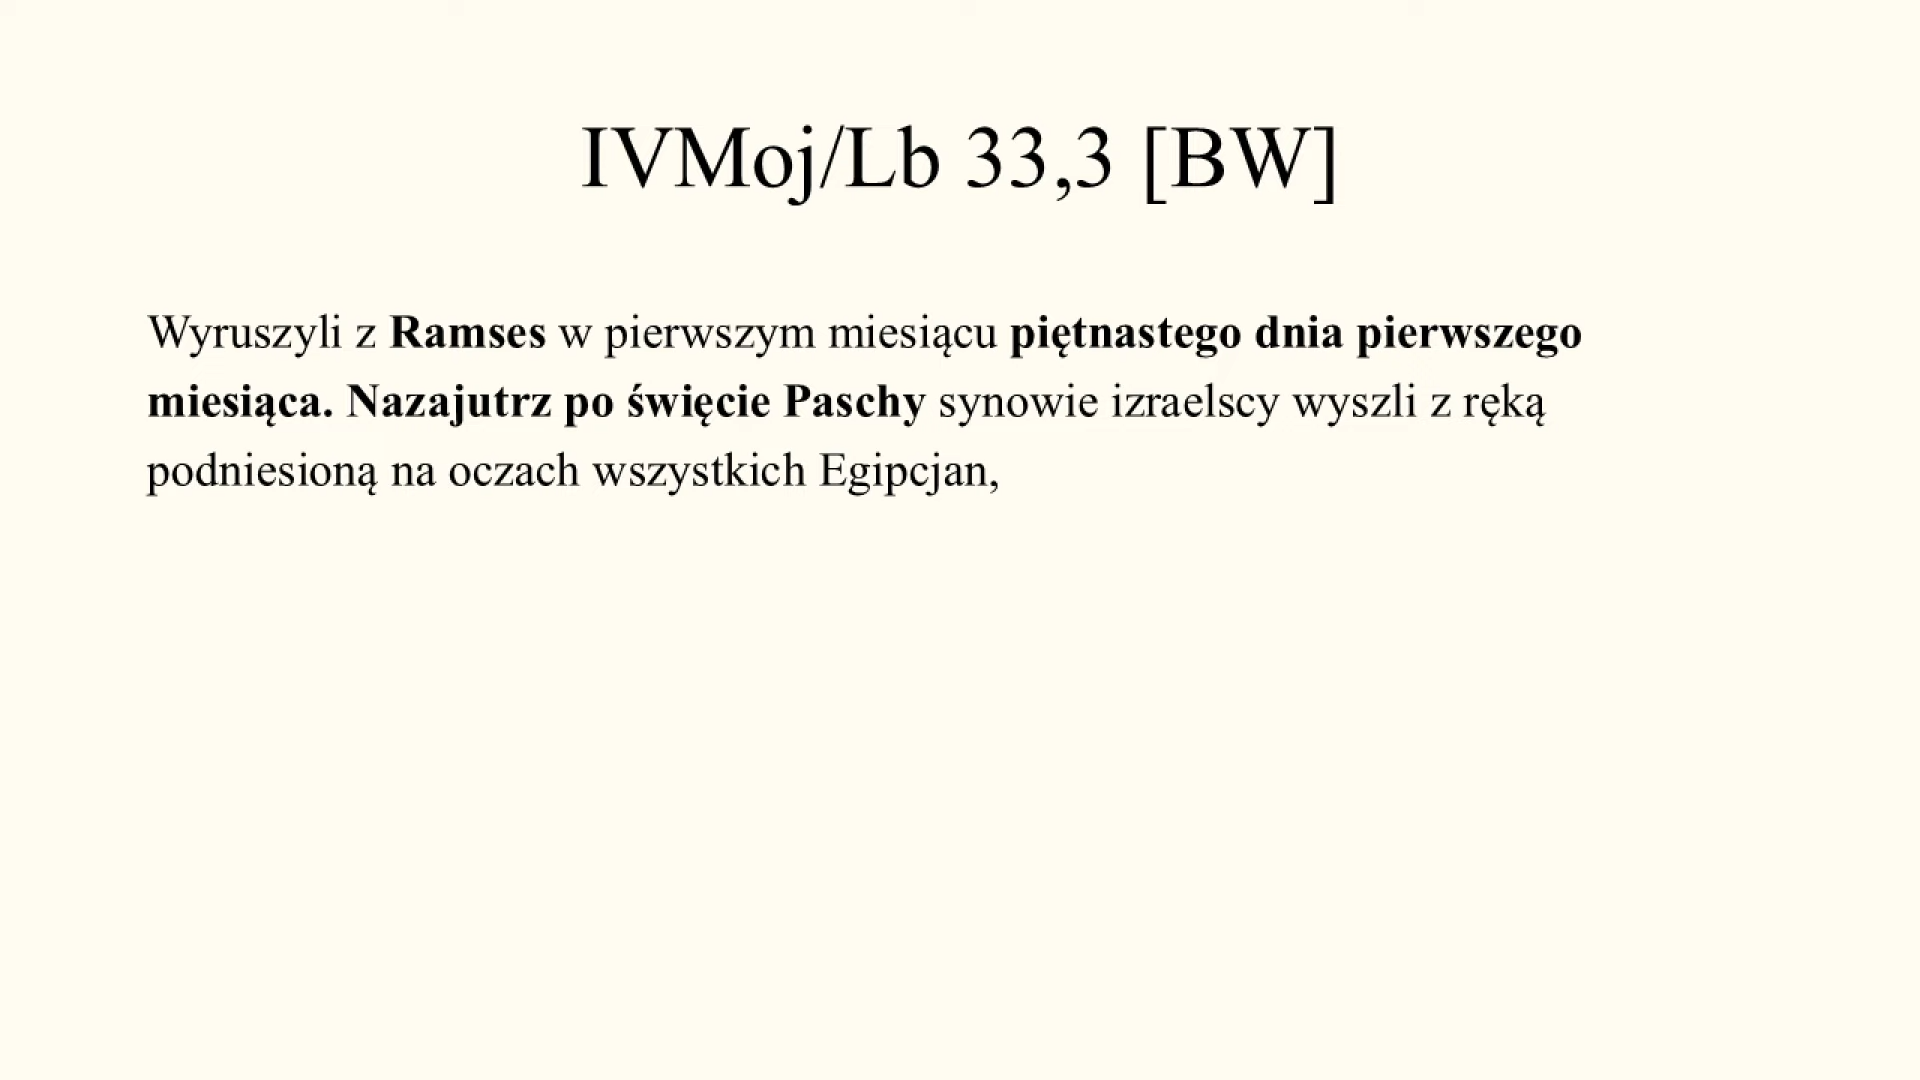 IVMoj/Lb 33,3 [BW]
Wyruszyli z Ramses w pierwszym miesiącu piętnastego dnia pierwszego
miesiąca. Nazajutrz po święcie Paschy synowie izraelscy wyszli z ręką
podniesioną na oczach wszystkich Egipcjan,